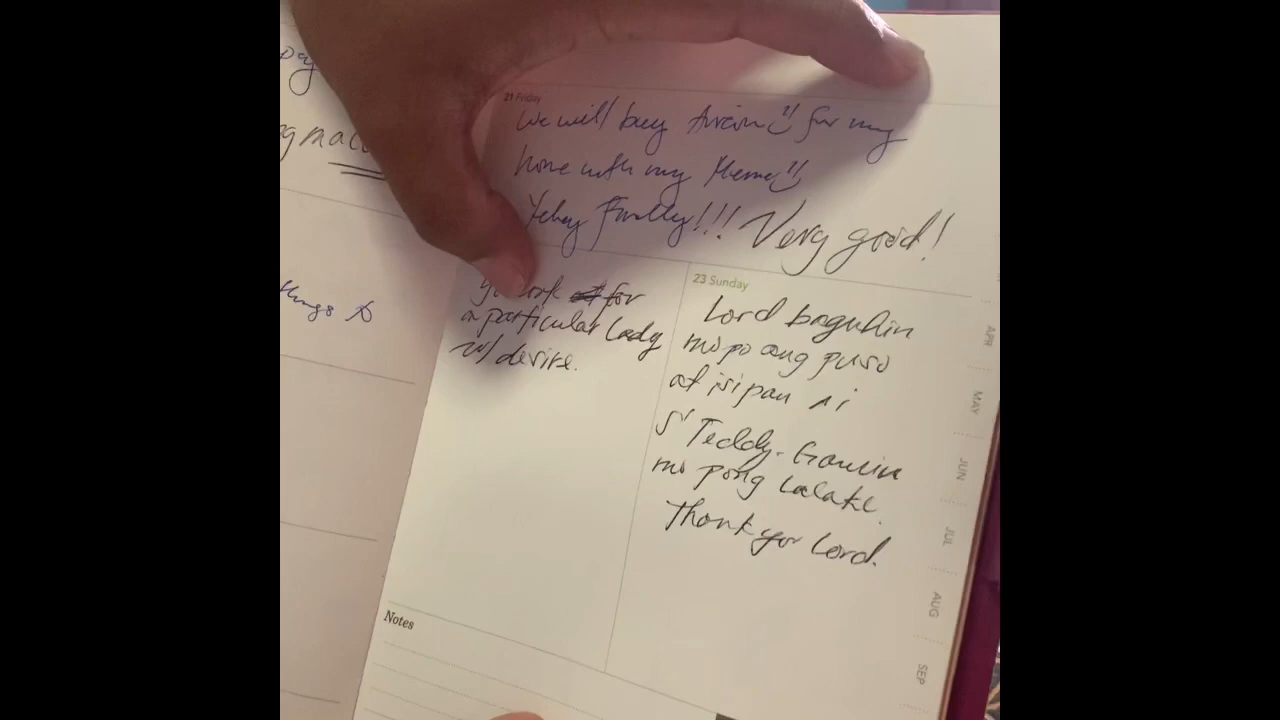 21 Friday
We will buy Aircon for my
home with my Meme
Yehey Finally!!! Very good!
for
a particular lady
w/ desire.
23 Sunday
Lord baguhin
mo po ang puso
at isipan ni
S' Teddy. Gawin
mo pong lalake.
Thank you Lord.
things
Notes
APR
MAY
JUN
JUL
AUG
SEP